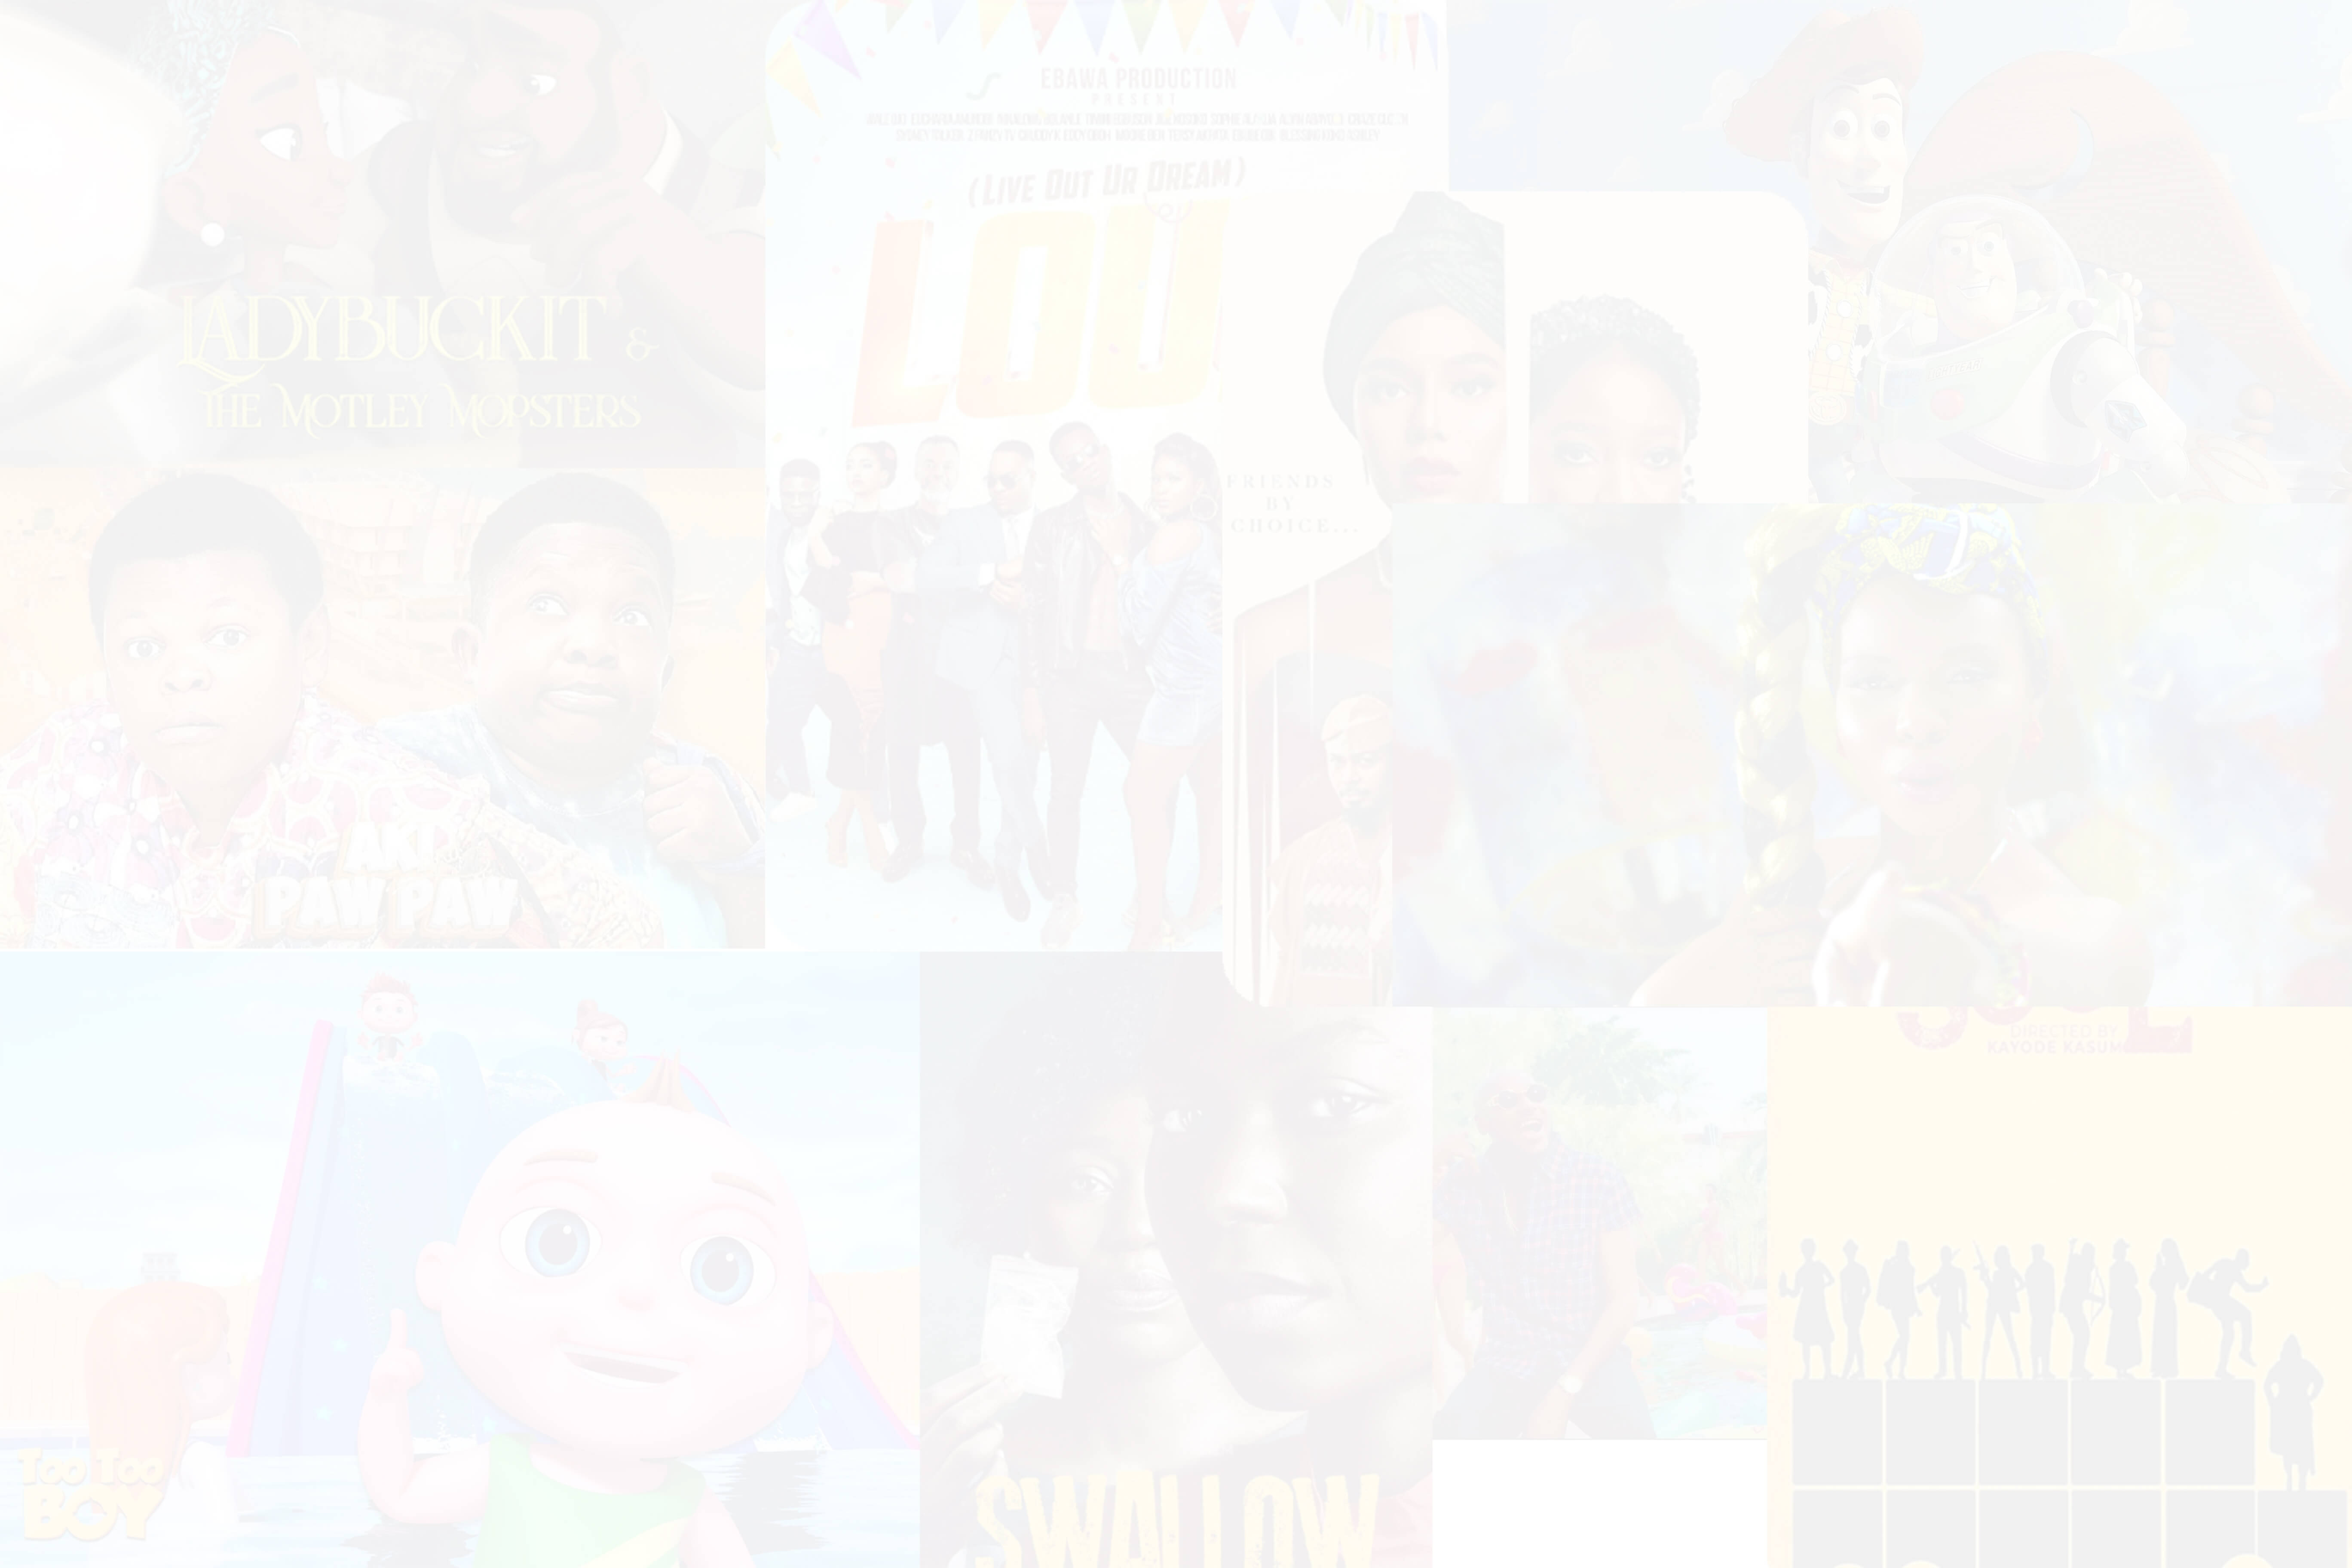 LADYBUCKIT &
THE MOTLEY MOPSTERS
EBAWA PRODUCTION
PRESENT
(LIVE OUT UR DREAM)
LOU
FRIENDS
BY
CHOICE...
AKI
PAW PAW
DIRECTED BY
KAYODE KASUM
TOO TOO
BOY
SWALLOW